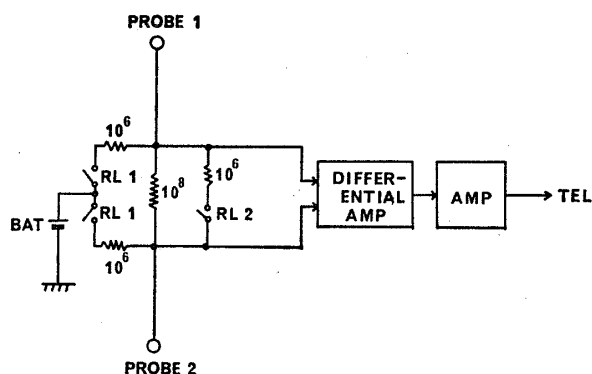 PROBE 1
10⁶
RL 1
10⁸
10⁶
RL 2
RL 1
BAT
10⁶
DIFFER-
ENTIAL
AMP
AMP
TEL
PROBE 2